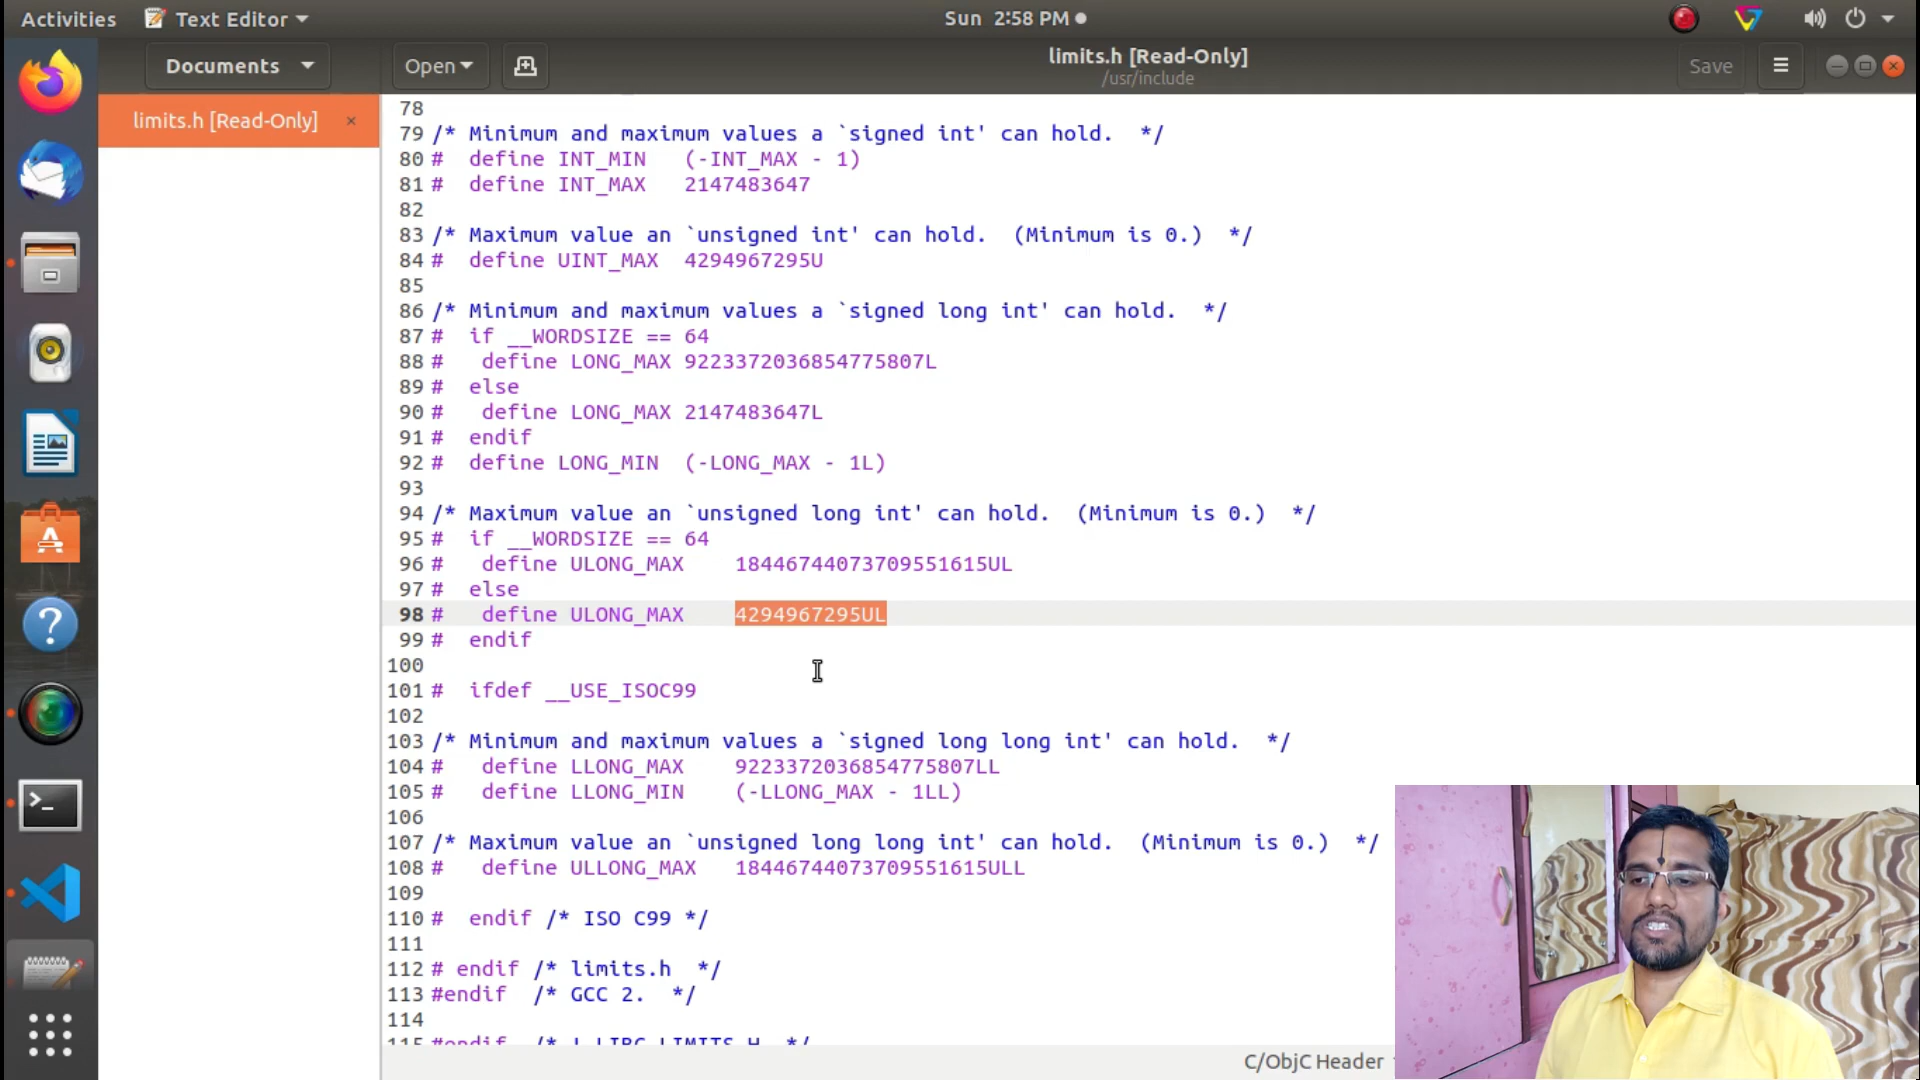 Activities Text Editor Sun 2:58 PM
Documents Open limits.h [Read-Only] Save
/usr/include
limits.h [Read-Only] ×
78
79 /* Minimum and maximum values a `signed int' can hold.  */
80 #  define INT_MIN   (-INT_MAX - 1)
81 #  define INT_MAX   2147483647
82
83 /* Maximum value an `unsigned int' can hold.  (Minimum is 0.)  */
84 #  define UINT_MAX  4294967295U
85
86 /* Minimum and maximum values a `signed long int' can hold.  */
87 #  if __WORDSIZE == 64
88 #   define LONG_MAX 9223372036854775807L
89 #  else
90 #   define LONG_MAX 2147483647L
91 #  endif
92 #  define LONG_MIN  (-LONG_MAX - 1L)
93
94 /* Maximum value an `unsigned long int' can hold.  (Minimum is 0.)  */
95 #  if __WORDSIZE == 64
96 #   define ULONG_MAX    18446744073709551615UL
97 #  else
98 #   define ULONG_MAX    4294967295UL
99 #  endif
100
101 #  ifdef __USE_ISOC99
102
103 /* Minimum and maximum values a `signed long long int' can hold.  */
104 #   define LLONG_MAX    9223372036854775807LL
105 #   define LLONG_MIN    (-LLONG_MAX - 1LL)
106
107 /* Maximum value an `unsigned long long int' can hold.  (Minimum is 0.)  */
108 #   define ULLONG_MAX   18446744073709551615ULL
109
110 #  endif /* ISO C99 */
111
112 # endif /* limits.h  */
113 #endif  /* GCC 2.  */
114
115 #endif  /* !_LIBC_LIMITS_H_ */
C/ObjC Header